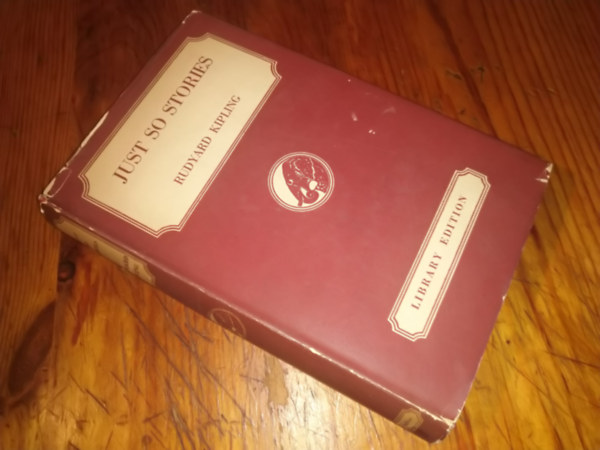 JUST SO STORIES
RUDYARD KIPLING
LIBRARY EDITION